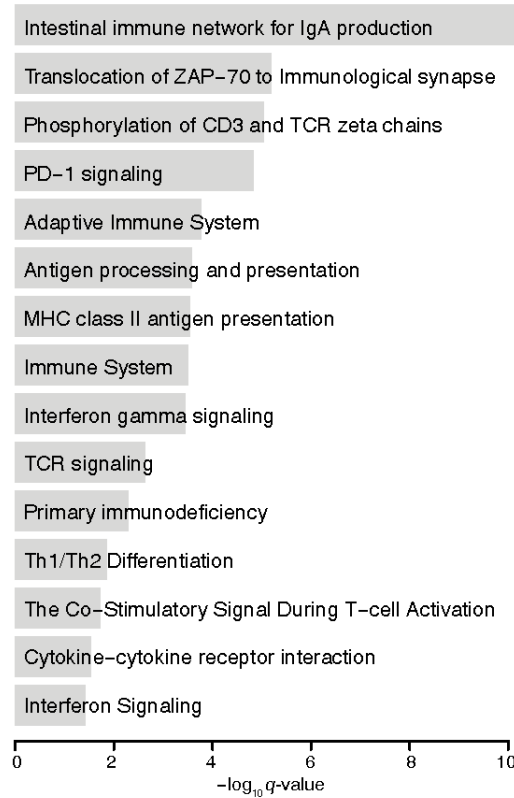 Intestinal immune network for IgA production
Translocation of ZAP−70 to Immunological synapse
Phosphorylation of CD3 and TCR zeta chains
PD−1 signaling
Adaptive Immune System
Antigen processing and presentation
MHC class II antigen presentation
Immune System
Interferon gamma signaling
TCR signaling
Primary immunodeficiency
Th1/Th2 Differentiation
The Co−Stimulatory Signal During T−cell Activation
Cytokine−cytokine receptor interaction
Interferon Signaling
0 2 4 6 8 10
−log₁₀ q-value